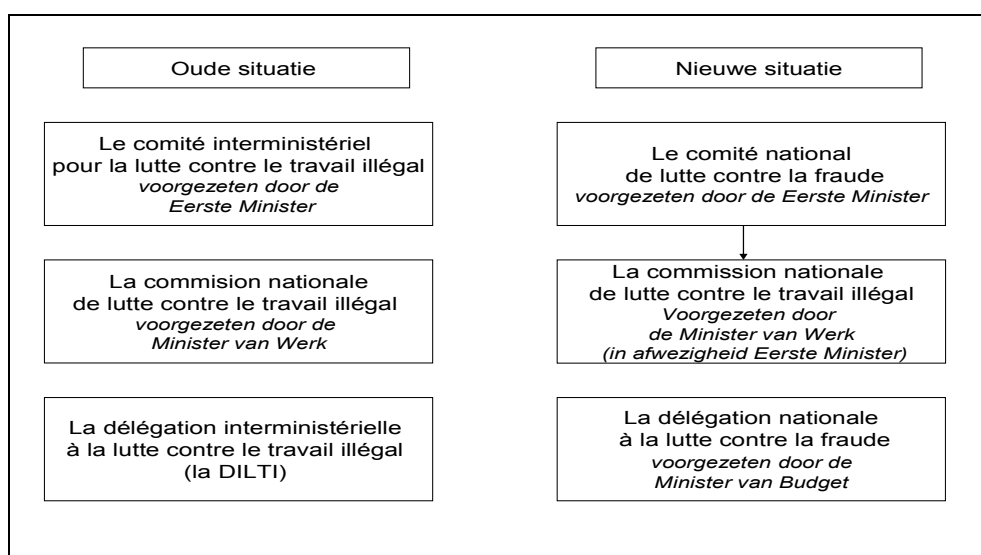 Oude situatie
Le comité interministériel
pour la lutte contre le travail illégal
voorgezeten door de
Eerste Minister
La commision nationale
de lutte contre le travail illégal
voorgezeten door de
Minister van Werk
La délégation interministérielle
à la lutte contre le travail illégal
(la DILTI)
Nieuwe situatie
Le comité national
de lutte contre la fraude
voorgezeten door de Eerste Minister
La commission nationale
de lutte contre le travail illégal
Voorgezeten door
de Minister van Werk
(in afwezigheid Eerste Minister)
La délégation nationale
à la lutte contre la fraude
voorgezeten door de
Minister van Budget